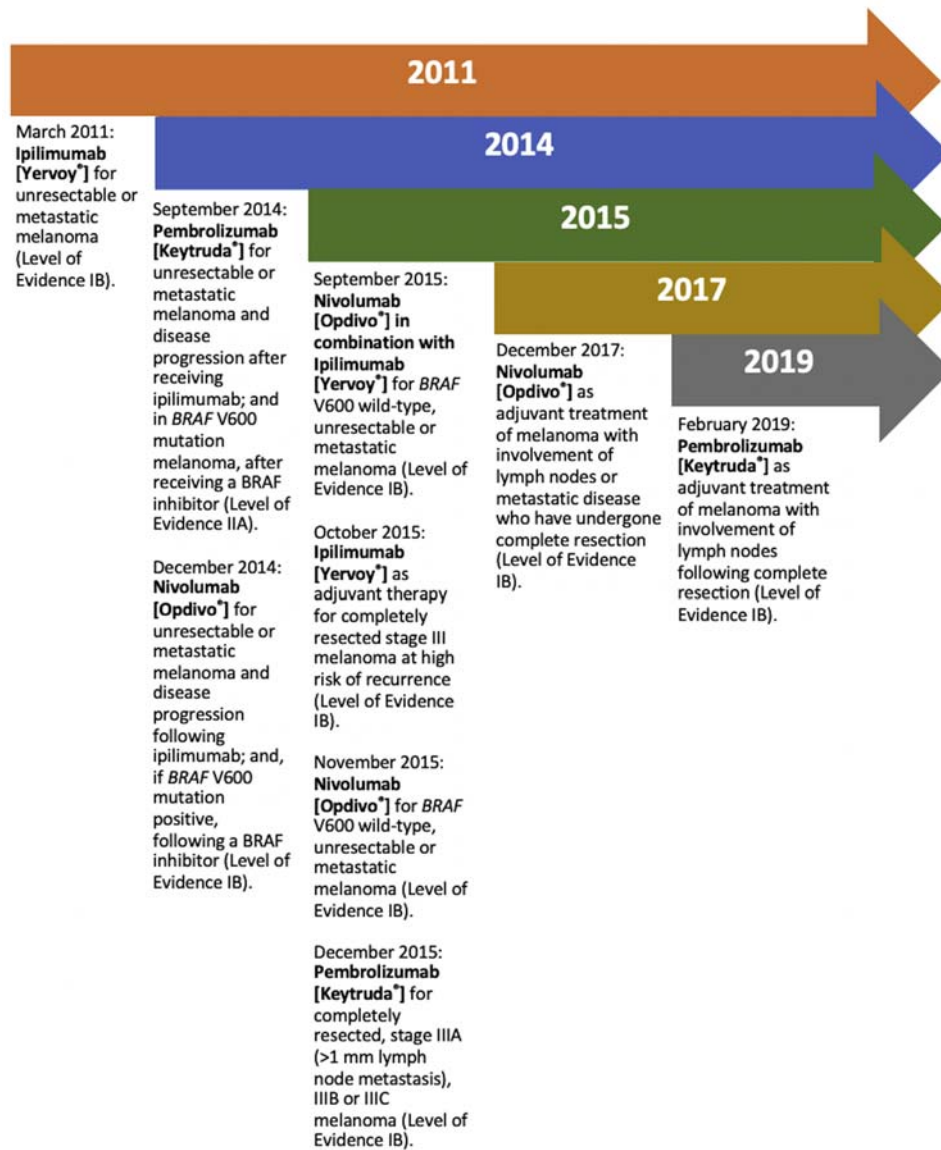 2011
March 2011:
Ipilimumab
[Yervoy*] for
unresectable or
metastatic
melanoma
(Level of
Evidence IB).
2014
September 2014:
Pembrolizumab
[Keytruda*] for
unresectable or
metastatic
melanoma and
disease
progression after
receiving
ipilimumab; and
in BRAF V600
mutation
melanoma, after
receiving a BRAF
inhibitor (Level of
Evidence IIA).
December 2014:
Nivolumab
[Opdivo*] for
unresectable or
metastatic
melanoma and
disease
progression
following
ipilimumab; and,
if BRAF V600
mutation
positive,
following a BRAF
inhibitor (Level of
Evidence IB).
2015
September 2015:
Nivolumab
[Opdivo*] in
combination with
Ipilimumab
[Yervoy*] for BRAF
V600 wild-type,
unresectable or
metastatic
melanoma (Level of
Evidence IB).
October 2015:
Ipilimumab
[Yervoy*] as
adjuvant therapy
for completely
resected stage III
melanoma at high
risk of recurrence
(Level of Evidence
IB).
November 2015:
Nivolumab
[Opdivo*] for BRAF
V600 wild-type,
unresectable or
metastatic
melanoma (Level of
Evidence IB).
December 2015:
Pembrolizumab
[Keytruda*] for
completely
resected, stage IIIA
(>1 mm lymph
node metastasis),
IIIB or IIIC
melanoma (Level of
Evidence IB).
2017
December 2017:
Nivolumab
[Opdivo*] as
adjuvant treatment
of melanoma with
involvement of
lymph nodes or
metastatic disease
who have undergone
complete resection
(Level of Evidence
IB).
2019
February 2019:
Pembrolizumab
[Keytruda*] as
adjuvant treatment
of melanoma with
involvement of
lymph nodes
following complete
resection (Level of
Evidence IB).